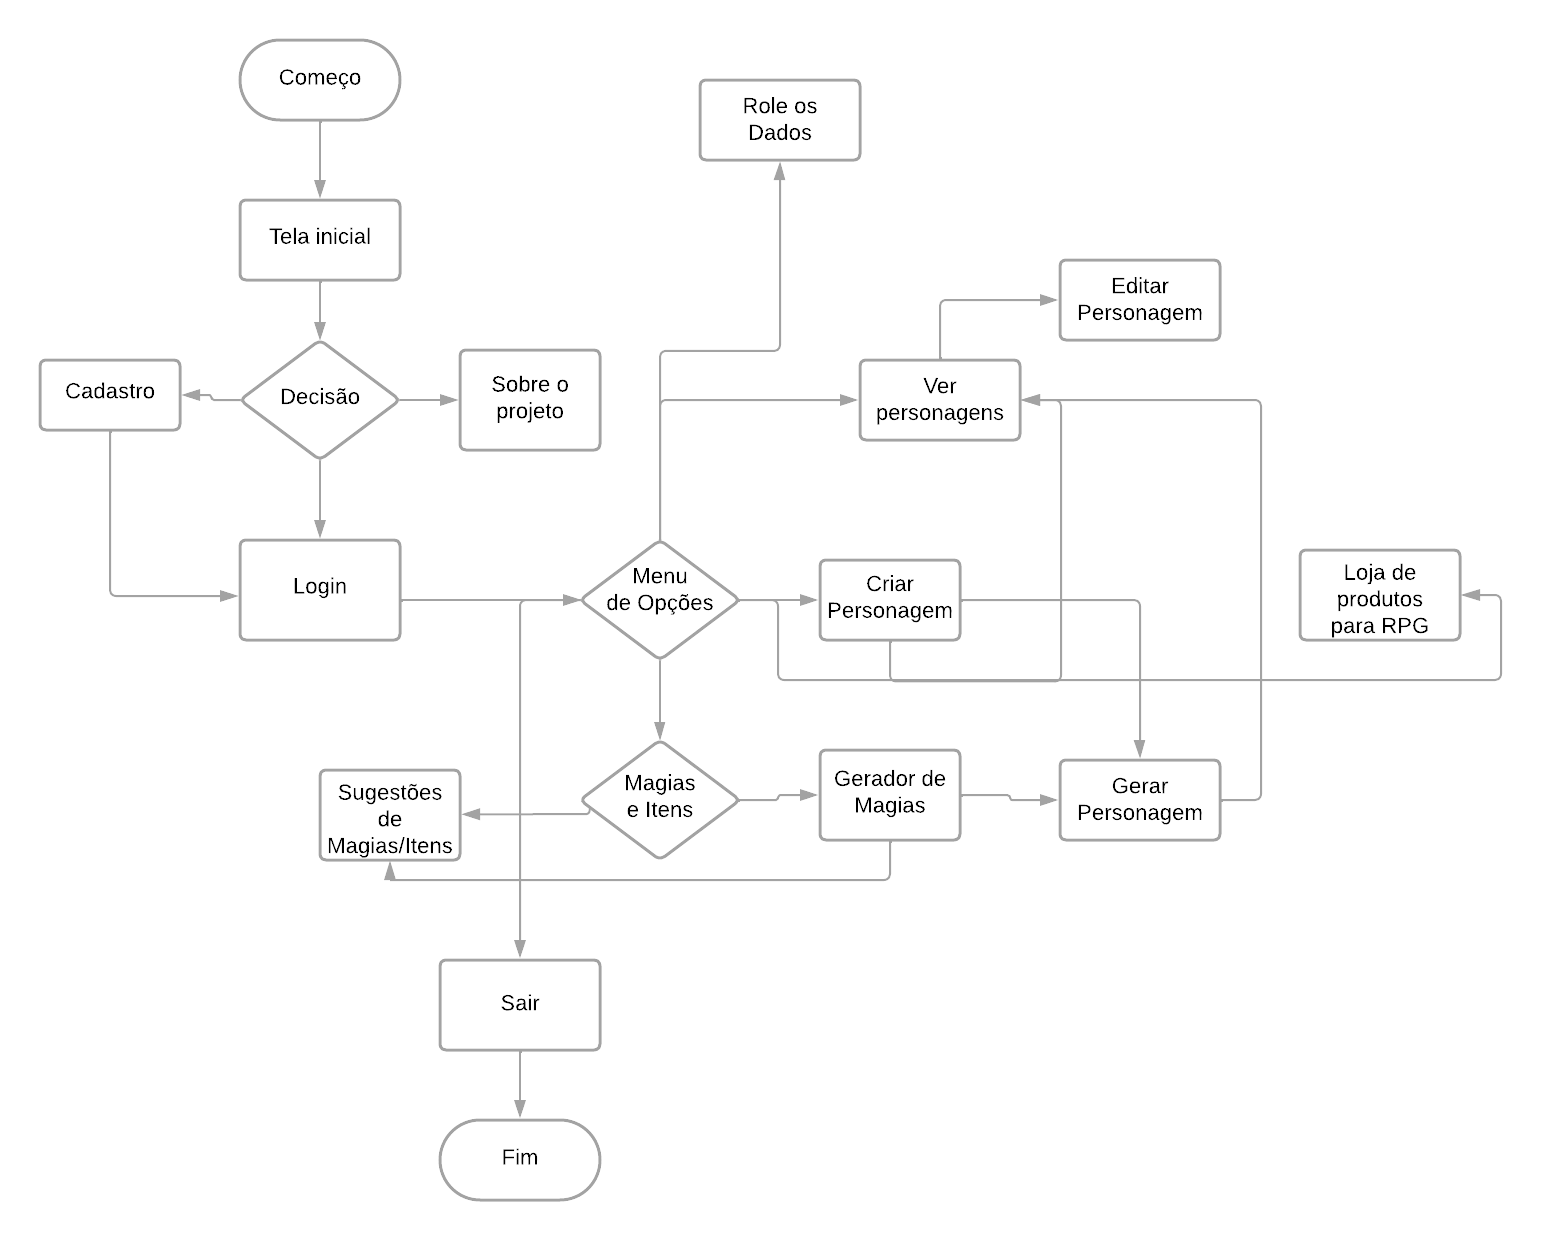 Começo
Role os
Dados
Tela inicial
Editar
Personagem
Cadastro
Decisão
Sobre o
projeto
Ver
personagens
Login
Menu
de Opções
Criar
Personagem
Loja de
produtos
para RPG
Sugestões
de
Magias/Itens
Magias
e Itens
Gerador de
Magias
Gerar
Personagem
Sair
Fim